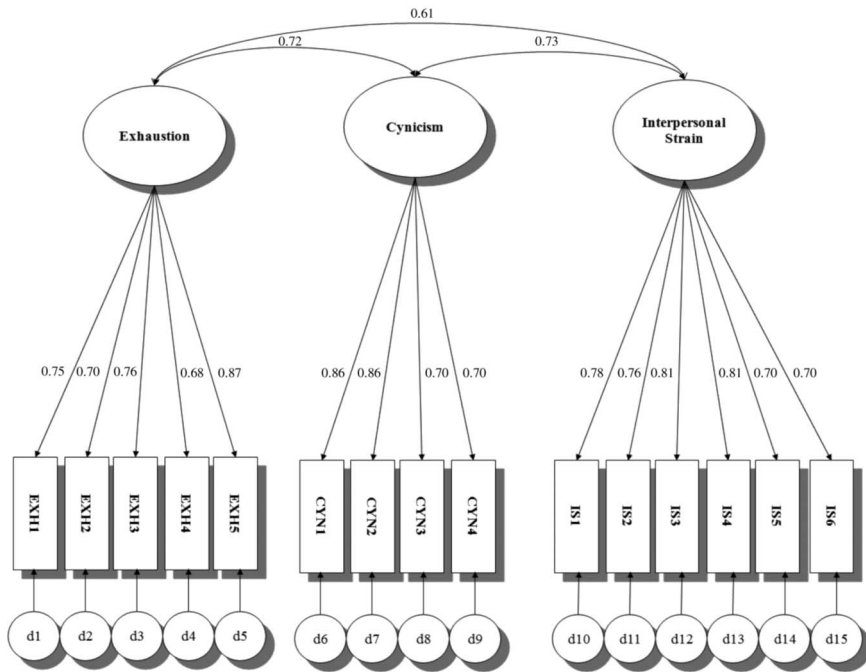 0.61
0.72
0.73
Exhaustion
Cynicism
Interpersonal
Strain
0.75 0.70 0.76 0.68 0.87
0.86 0.86 0.70 0.70
0.78 0.76 0.81 0.81 0.70 0.70
EXH1
EXH2
EXH3
EXH4
EXH5
CYN1
CYN2
CYN3
CYN4
IS1
IS2
IS3
IS4
IS5
IS6
d1
d2
d3
d4
d5
d6
d7
d8
d9
d10
d11
d12
d13
d14
d15